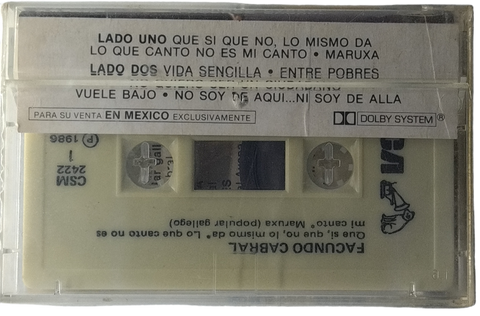 LADO UNO QUE SI QUE NO, LO MISMO DA
LO QUE CANTO NO ES MI CANTO • MARUXA
LADO DOS VIDA SENCILLA • ENTRE POBRES
VUELE BAJO • NO SOY DE AQUI...NI SOY DE ALLA
PARA SU VENTA EN MEXICO EXCLUSIVAMENTE
DOLBY SYSTEM®
FACUNDO CABRAL
Que si, que no, lo mismo da° Lo que canto no es
mi canto° Maruxa (popular gallego)
CSM
2422
1
℗ 1986